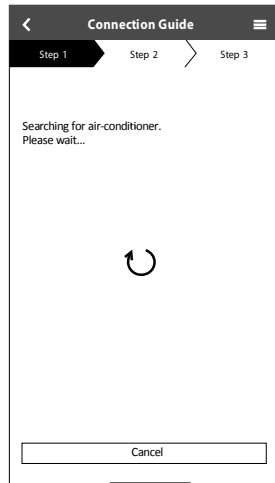 Connection Guide
Step 1 Step 2 Step 3
Searching for air-conditioner.
Please wait...
Cancel